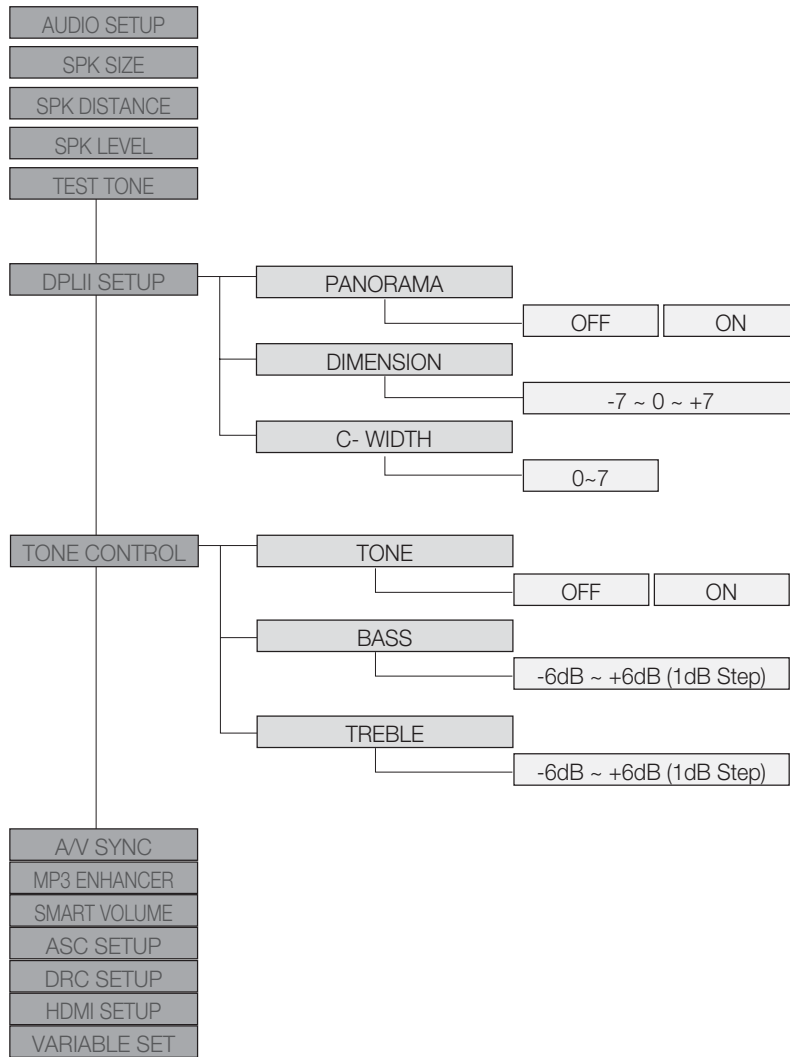 AUDIO SETUP
SPK SIZE
SPK DISTANCE
SPK LEVEL
TEST TONE
DPLII SETUP
PANORAMA
OFF
ON
DIMENSION
-7 ~ 0 ~ +7
C- WIDTH
0~7
TONE CONTROL
TONE
OFF
ON
BASS
-6dB ~ +6dB (1dB Step)
TREBLE
-6dB ~ +6dB (1dB Step)
A/V SYNC
MP3 ENHANCER
SMART VOLUME
ASC SETUP
DRC SETUP
HDMI SETUP
VARIABLE SET